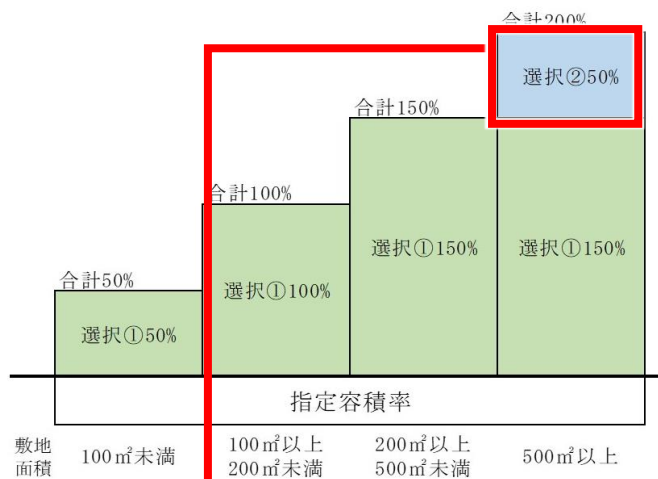 合計200%
選択②50%
合計150%
合計100%
選択①150%
選択①150%
選択①100%
合計50%
選択①50%
指定容積率
敷地
面積
100㎡未満
100㎡以上
200㎡未満
200㎡以上
500㎡未満
500㎡以上